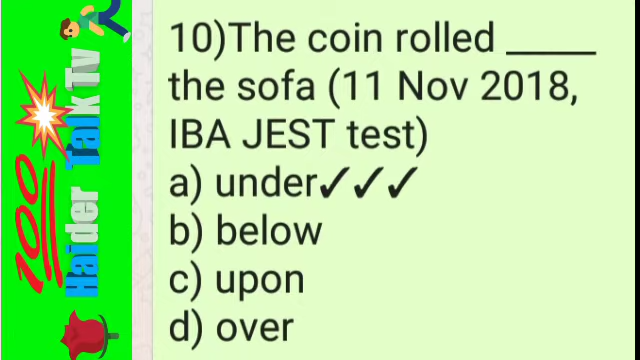 10)The coin rolled _____
the sofa (11 Nov 2018,
IBA JEST test)
a) under✓✓✓
b) below
c) upon
d) over
Haider Talk Tv
100